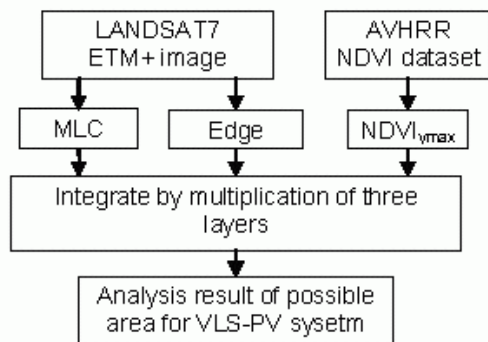 LANDSAT7
ETM+ image
AVHRR
NDVI dataset
MLC
Edge
NDVIymax
Integrate by multiplication of three
layers
Analysis result of possible
area for VLS-PV sysetm